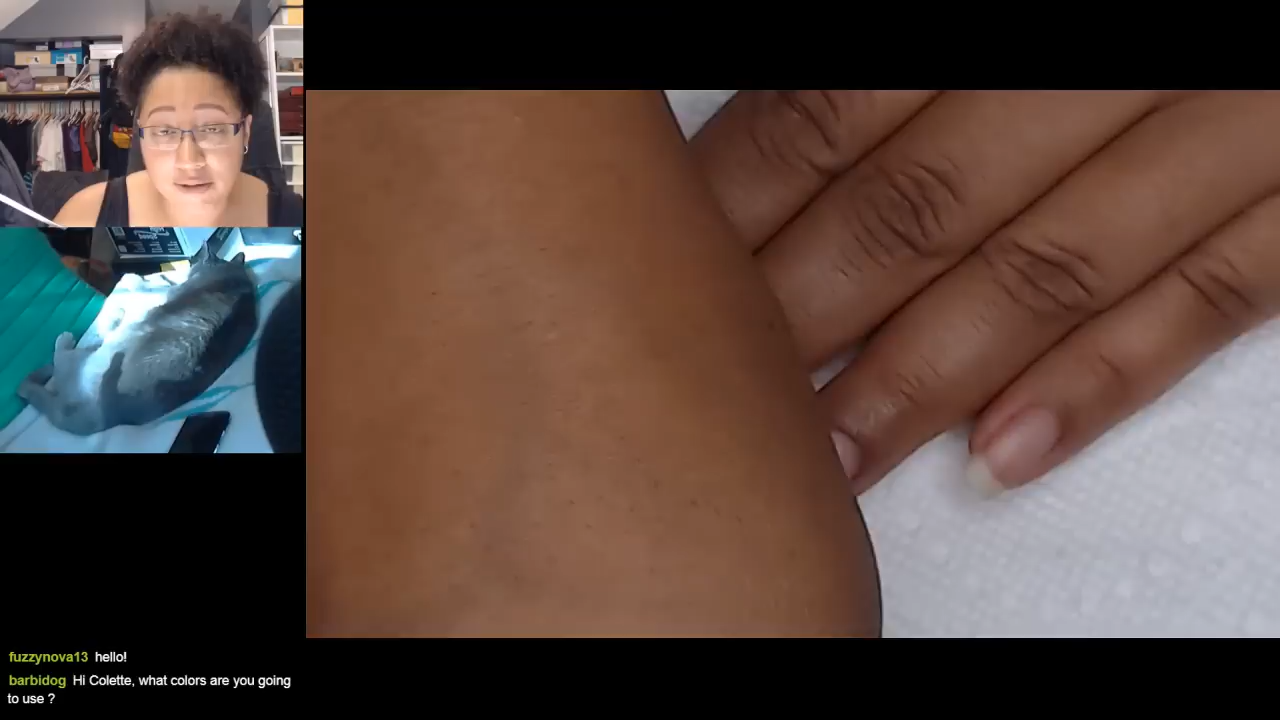 fuzzynova13 hello!
barbidog Hi Colette, what colors are you going
to use ?